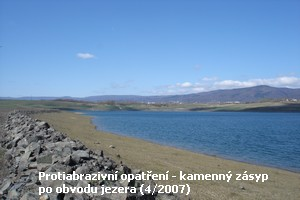 Protiabrazivní opatření - kamenný zásyp
po obvodu jezera (4/2007)